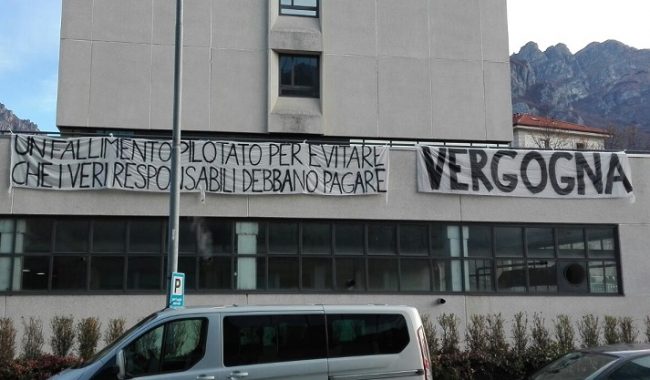 UN FALLIMENTO PILOTATO PER EVITARE
CHE I VERI RESPONSABILI DEBBANO PAGARE
VERGOGNA
P